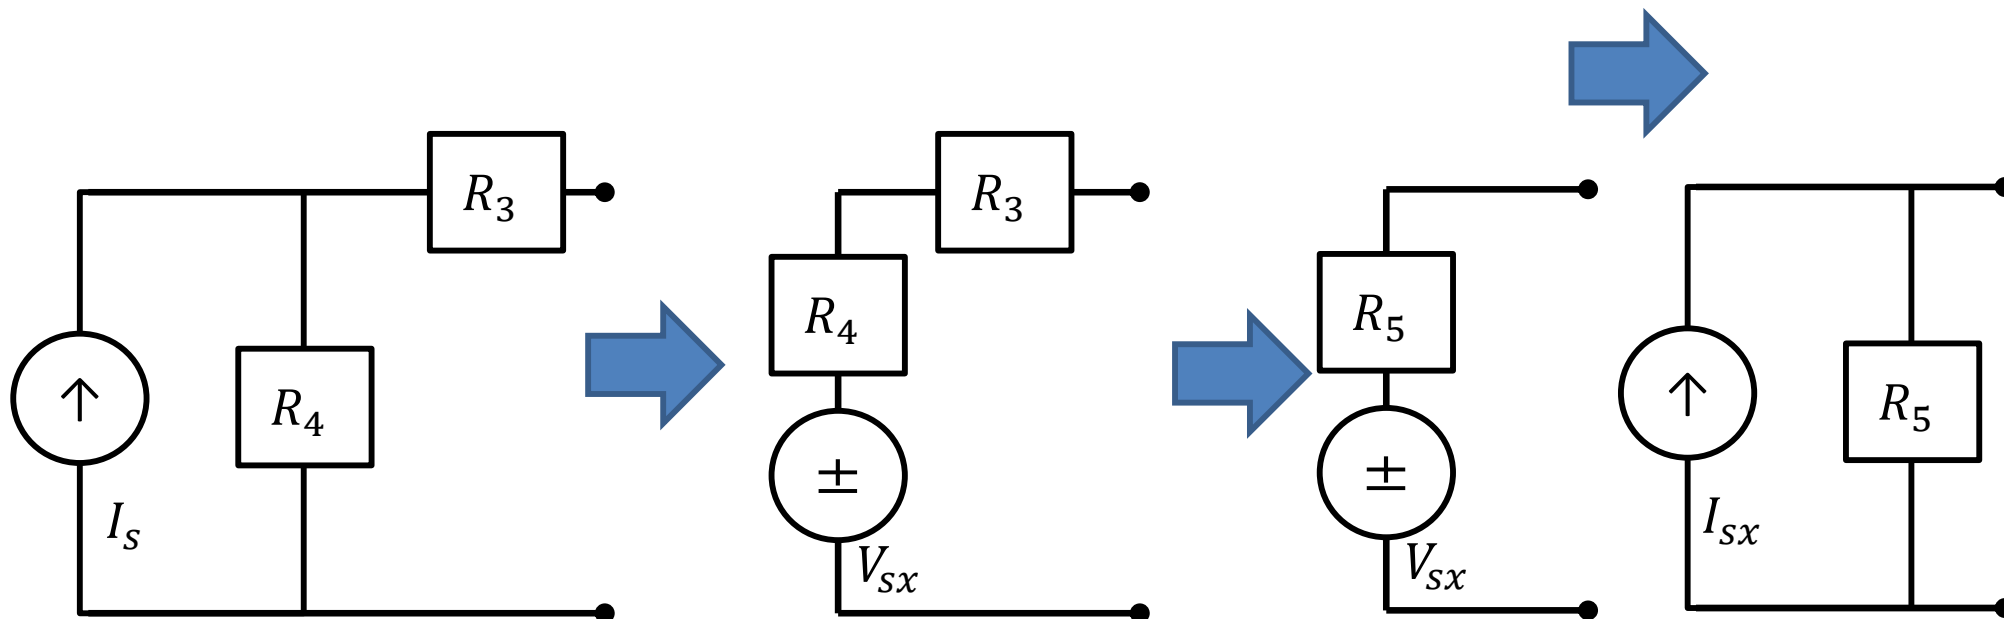 R₃
R₄
↑
Iₛ
R₃
R₄
±
Vₛₓ
R₅
±
Vₛₓ
R₅
↑
Iₛₓ